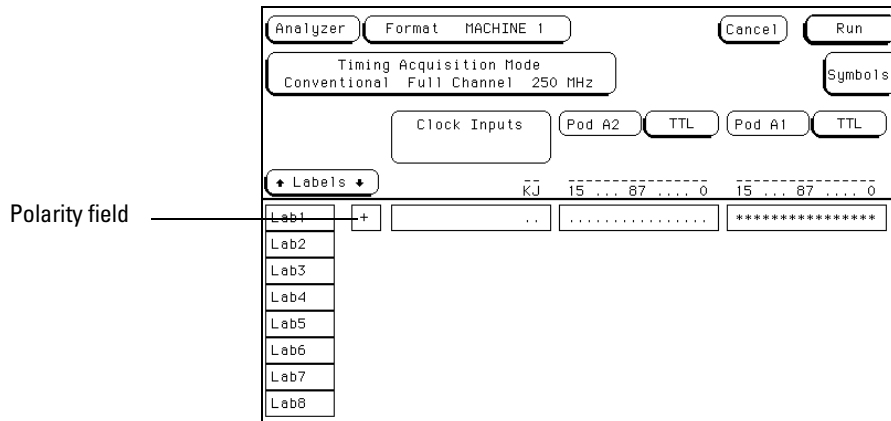 Analyzer Format MACHINE 1 Cancel Run
Timing Acquisition Mode
Conventional Full Channel 250 MHz
Symbols
Clock Inputs Pod A2 TTL Pod A1 TTL
↑ Labels ↓
KJ 15 ... 87 .... 0 15 ... 87 .... 0
Polarity field
Lab1 + .. ................ ****************
Lab2
Lab3
Lab4
Lab5
Lab6
Lab7
Lab8